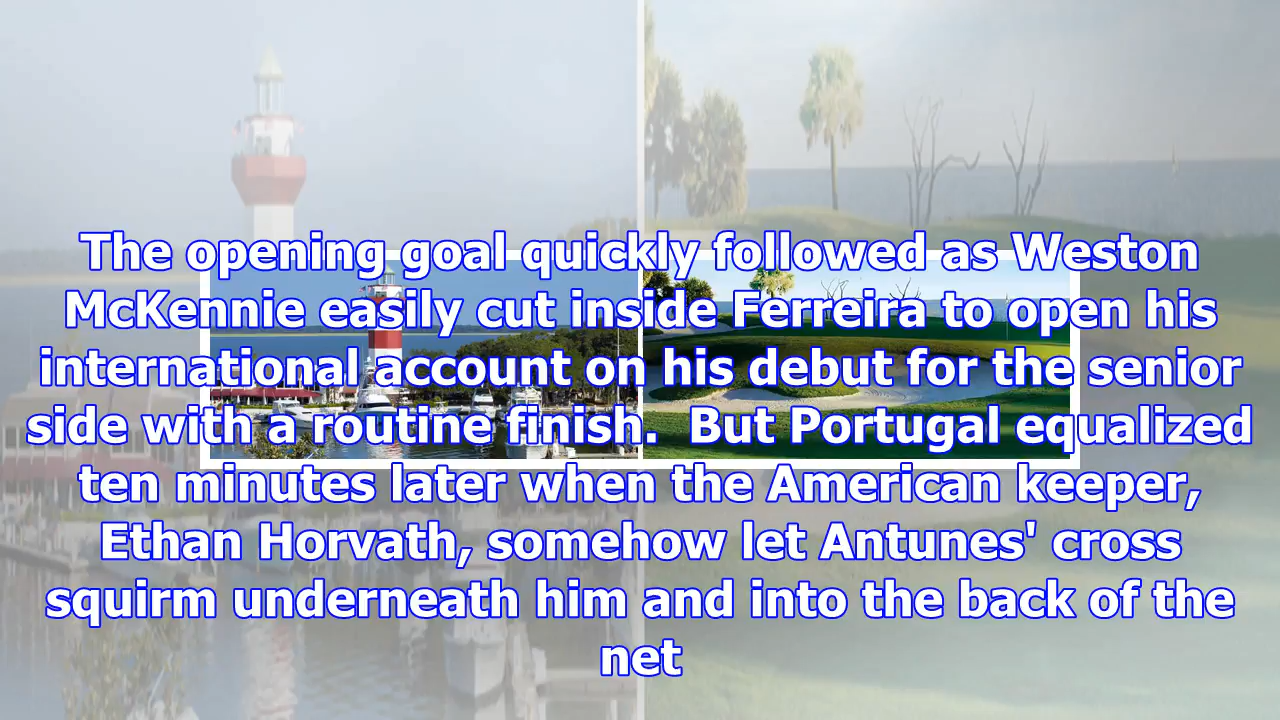 The opening goal quickly followed as Weston
McKennie easily cut inside Ferreira to open his
international account on his debut for the senior
side with a routine finish.  But Portugal equalized
ten minutes later when the American keeper,
Ethan Horvath, somehow let Antunes' cross
squirm underneath him and into the back of the
net